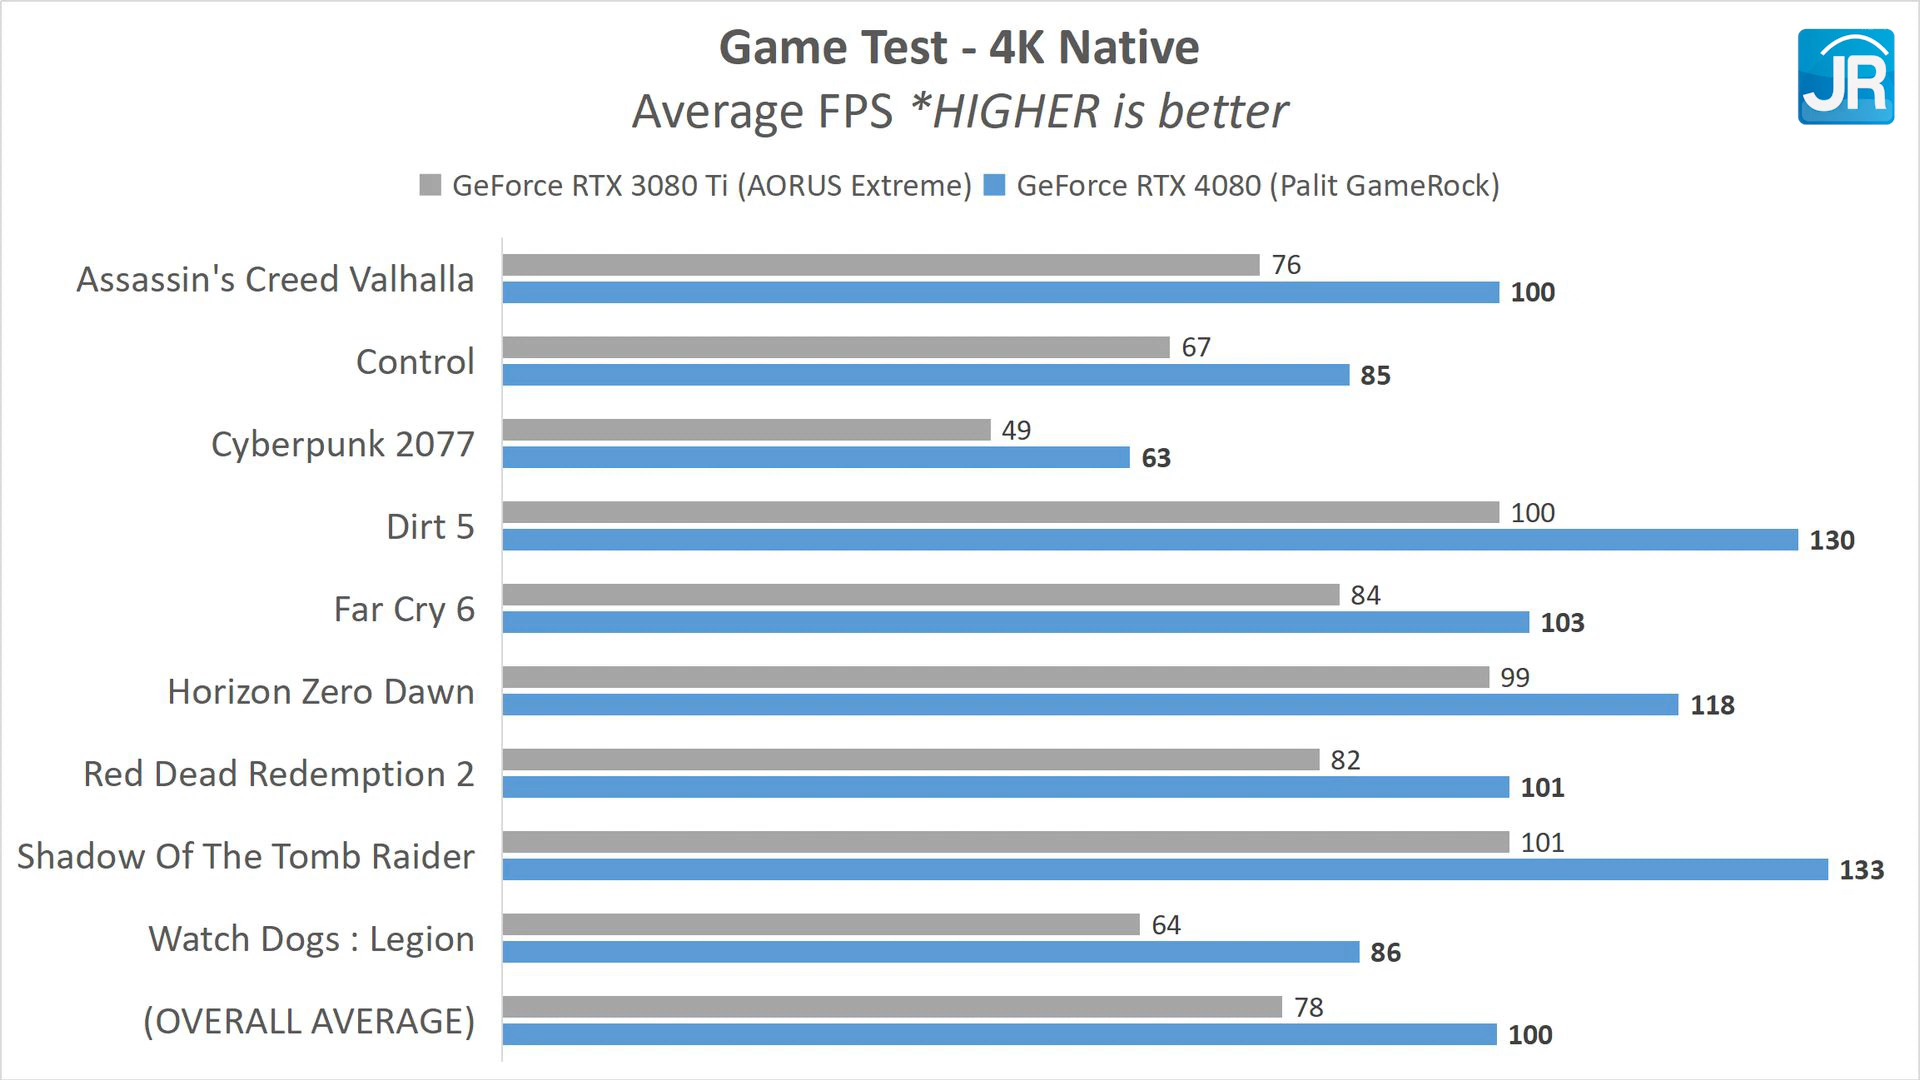 Game Test - 4K Native
JR
Average FPS *HIGHER is better
GeForce RTX 3080 Ti (AORUS Extreme) GeForce RTX 4080 (Palit GameRock)
Assassin's Creed Valhalla
76
100
Control
67
85
Cyberpunk 2077
49
63
Dirt 5
100
130
Far Cry 6
84
103
Horizon Zero Dawn
99
118
Red Dead Redemption 2
82
101
Shadow Of The Tomb Raider
101
133
Watch Dogs : Legion
64
86
(OVERALL AVERAGE)
78
100